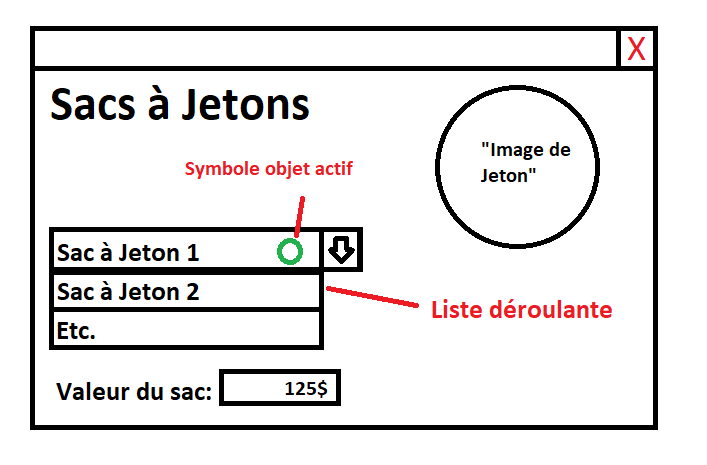 X
Sacs à Jetons
"Image de
Jeton"
Symbole objet actif
Sac à Jeton 1
Sac à Jeton 2
Liste déroulante
Etc.
Valeur du sac: 125$